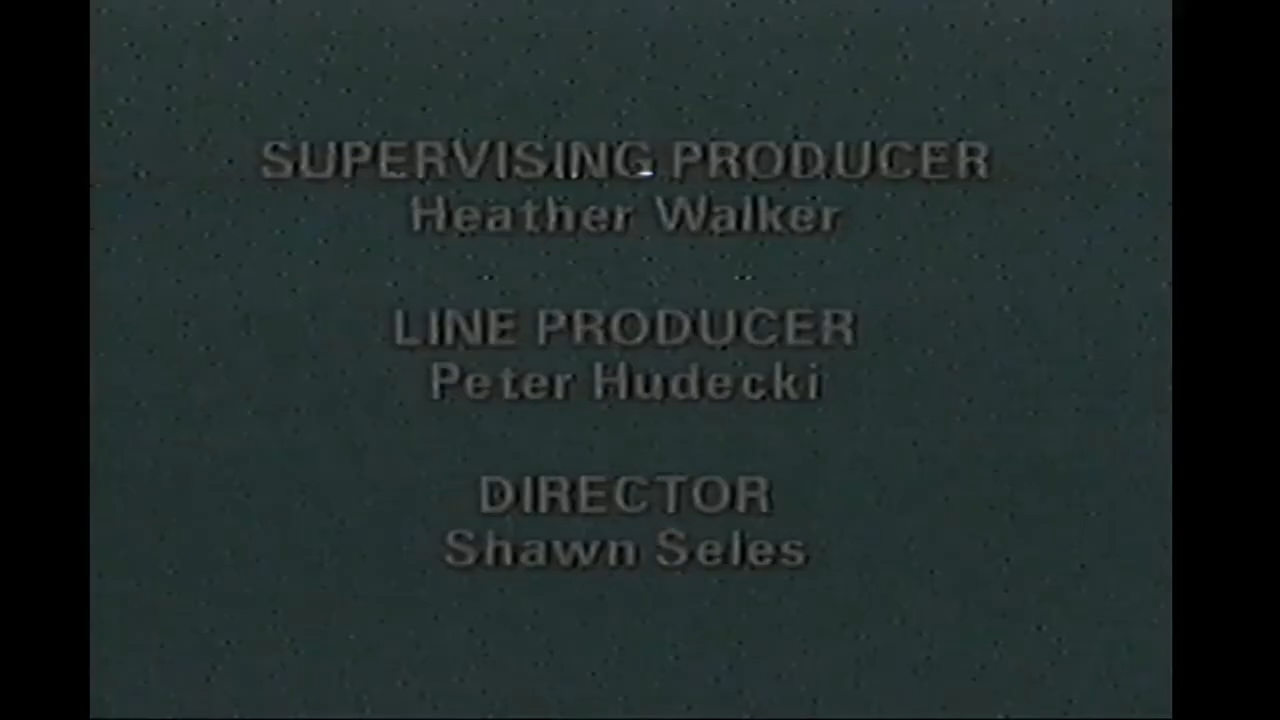 SUPERVISING PRODUCER
Heather Walker
LINE PRODUCER
Peter Hudecki
DIRECTOR
Shawn Seles